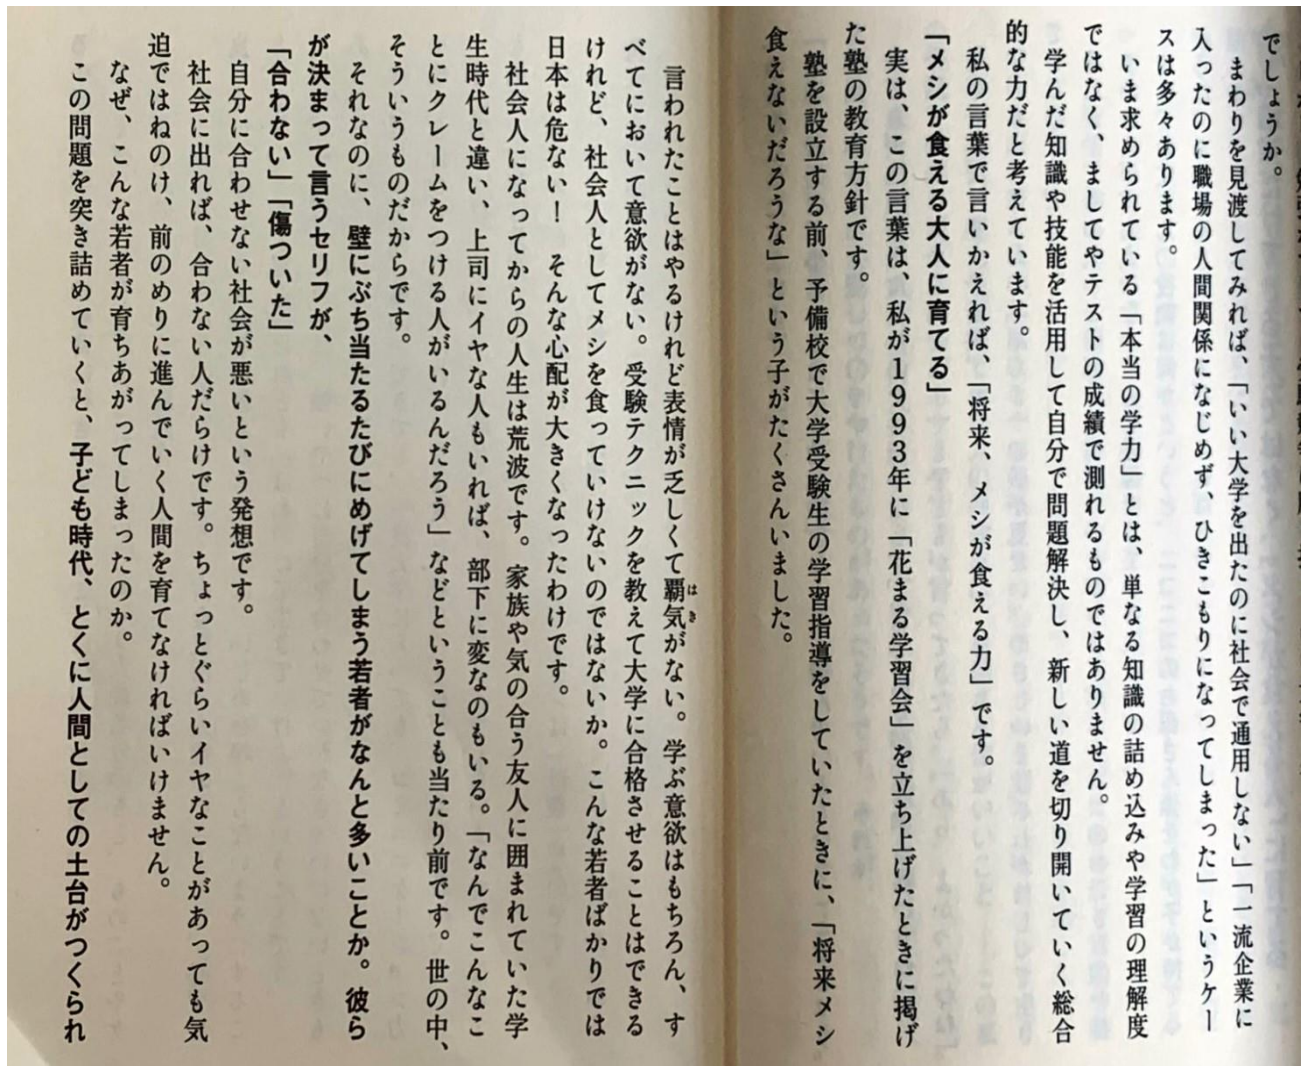 でしょうか。
まわりを見渡してみれば、「いい大学を出たのに社会で通用しない」「一流企業に
入ったのに職場の人間関係になじめず、ひきこもりになってしまった」というケー
スは多々あります。
いま求められている「本当の学力」とは、単なる知識の詰め込みや学習の理解度
ではなく、ましてやテストの成績で測れるものではありません。
学んだ知識や技能を活用して自分で問題解決し、新しい道を切り開いていく総合
的な力だと考えています。
私の言葉で言いかえれば、「将来、メシが食える力」です。
「メシが食える大人に育てる」
実は、この言葉は、私が1993年に「花まる学習会」を立ち上げたときに掲げ
た塾の教育方針です。
塾を設立する前、予備校で大学受験生の学習指導をしていたときに、「将来メシ
食えないだろうな」という子がたくさんいました。
言われたことはやるけれど表情が乏しくて覇気がない。学ぶ意欲はもちろん、す
はき
べてにおいて意欲がない。受験テクニックを教えて大学に合格させることはできる
けれど、社会人としてメシを食っていけないのではないか。こんな若者ばかりでは
日本は危ない！　そんな心配が大きくなったわけです。
社会人になってからの人生は荒波です。家族や気の合う友人に囲まれていた学
生時代と違い、上司にイヤな人もいれば、部下に変なのもいる。「なんでこんなこ
とにクレームをつける人がいるんだろう」などということも当たり前です。世の中、
そういうものだからです。
それなのに、壁にぶち当たるたびにめげてしまう若者がなんと多いことか。彼ら
が決まって言うセリフが、
「合わない」「傷ついた」
自分に合わせない社会が悪いという発想です。
社会に出れば、合わない人だらけです。ちょっとぐらいイヤなことがあっても気
迫ではねのけ、前のめりに進んでいく人間を育てなければいけません。
なぜ、こんな若者が育ちあがってしまったのか。
この問題を突き詰めていくと、子ども時代、とくに人間としての土台がつくられ